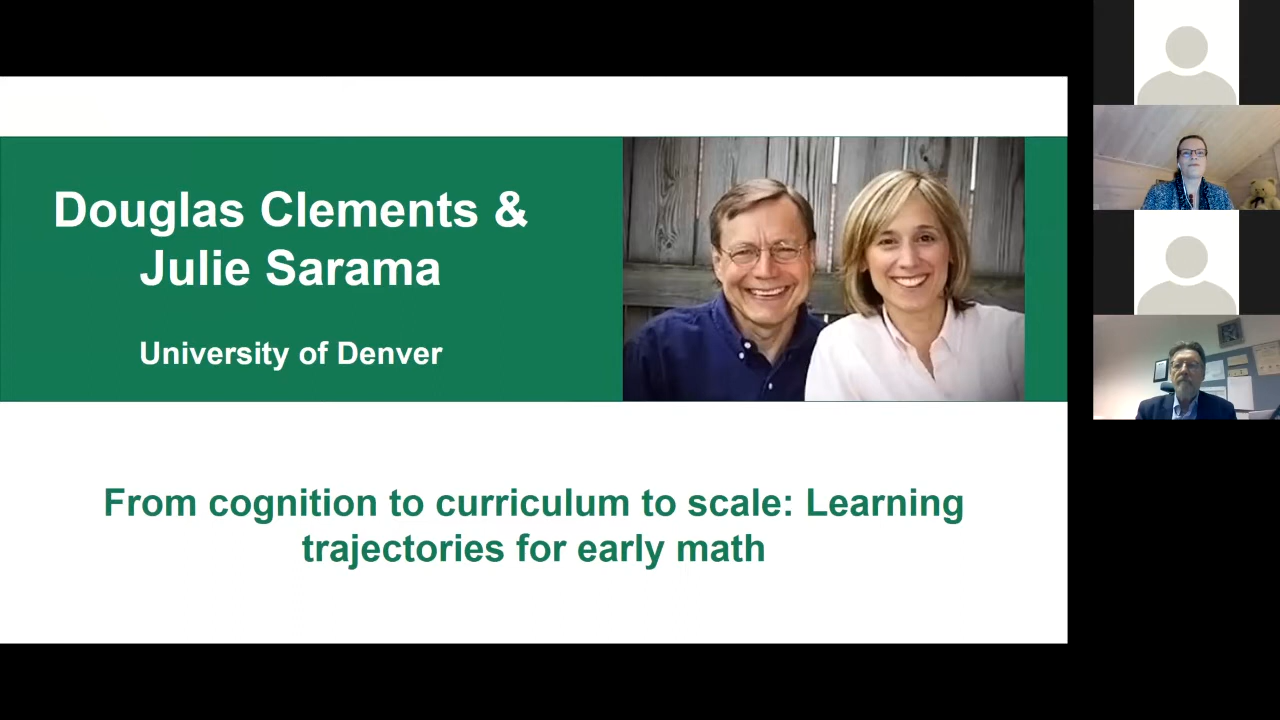 Douglas Clements &
Julie Sarama
University of Denver
From cognition to curriculum to scale: Learning
trajectories for early math